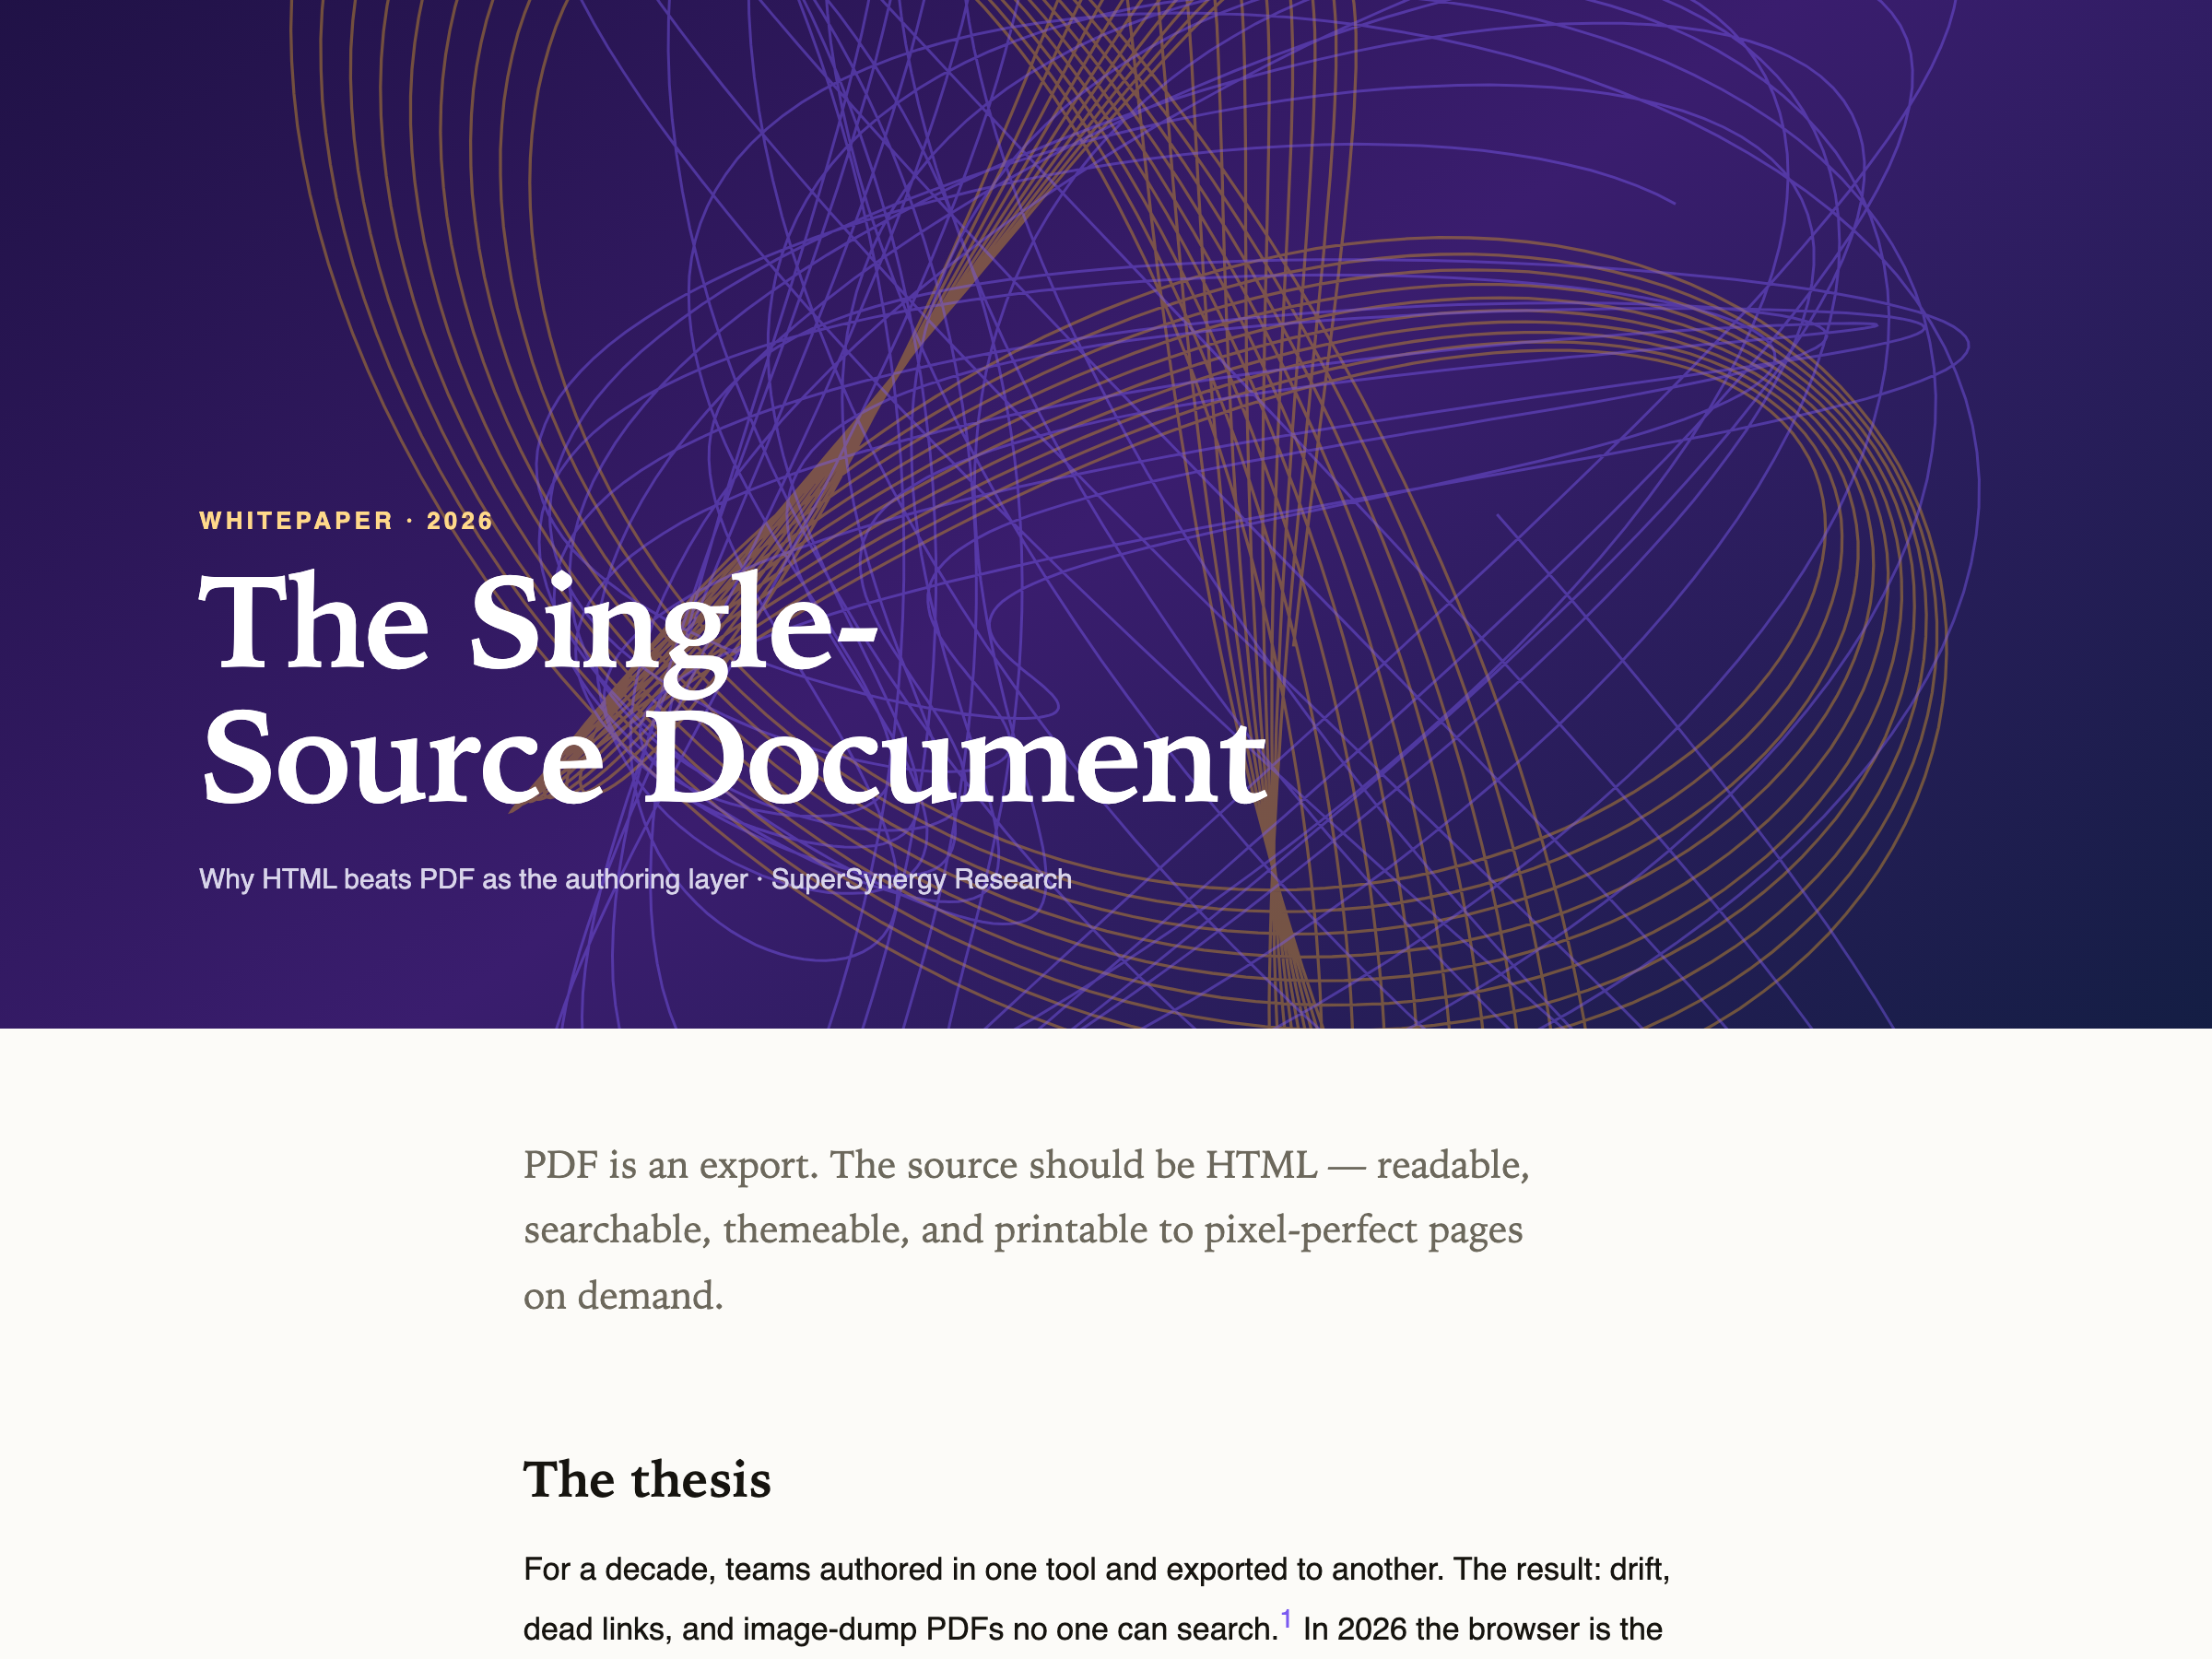 WHITEPAPER · 2026
The Single-
Source Document
Why HTML beats PDF as the authoring layer · SuperSynergy Research
PDF is an export. The source should be HTML — readable,
searchable, themeable, and printable to pixel-perfect pages
on demand.
The thesis
For a decade, teams authored in one tool and exported to another. The result: drift,
dead links, and image-dump PDFs no one can search.1 In 2026 the browser is the